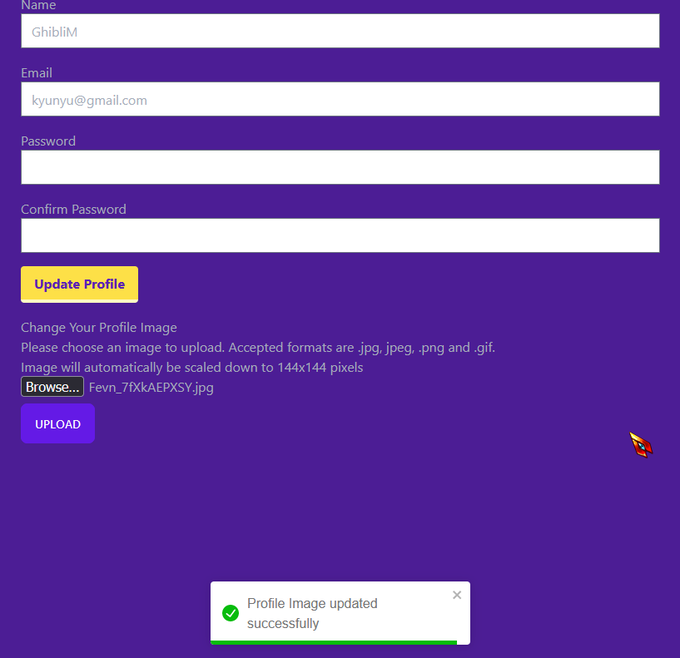 Name
GhibliM
Email
kyunyu@gmail.com
Password
Confirm Password
Update Profile
Change Your Profile Image
Please choose an image to upload. Accepted formats are .jpg, jpeg, .png and .gif.
Image will automatically be scaled down to 144x144 pixels
Browse... Fevn_7fXkAEPXSY.jpg
UPLOAD
Profile Image updated
successfully